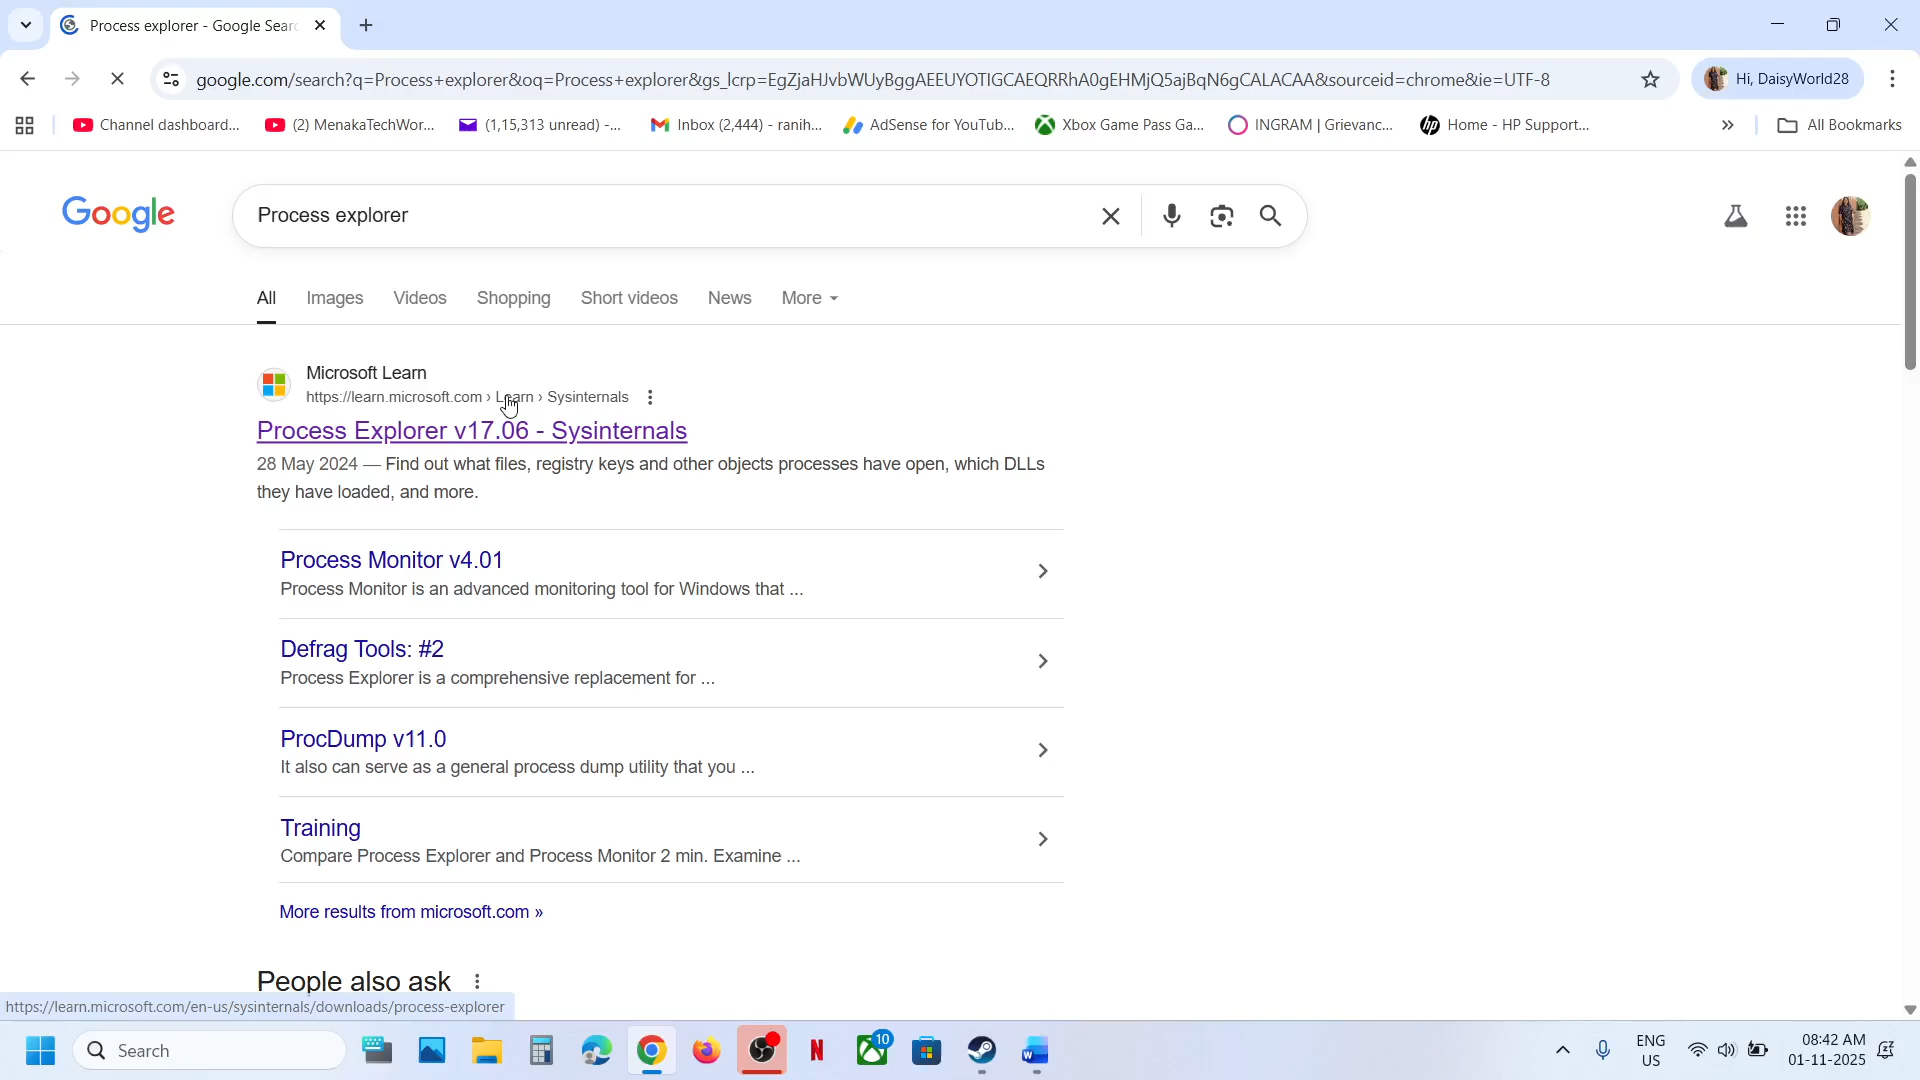 Process explorer - Google Sear
google.com/search?q=Process+explorer&oq=Process+explorer&gs_lcrp=EgZjaHJvbWUyBggAEEUYOTIGCAEQRRhA0gEHMjQ5ajBqN6gCALACAA&sourceid=chrome&ie=UTF-8
Hi, DaisyWorld28
Channel dashboard...
(2) MenakaTechWor...
(1,15,313 unread) -...
Inbox (2,444) - ranih...
AdSense for YouTub...
Xbox Game Pass Ga...
INGRAM | Grievanc...
Home - HP Support...
»
All Bookmarks
Google
Process explorer
All
Images
Videos
Shopping
Short videos
News
More
Microsoft Learn
https://learn.microsoft.com › Learn › Sysinternals
Process Explorer v17.06 - Sysinternals
28 May 2024 — Find out what files, registry keys and other objects processes have open, which DLLs
they have loaded, and more.
Process Monitor v4.01
Process Monitor is an advanced monitoring tool for Windows that ...
Defrag Tools: #2
Process Explorer is a comprehensive replacement for ...
ProcDump v11.0
It also can serve as a general process dump utility that you ...
Training
Compare Process Explorer and Process Monitor 2 min. Examine ...
More results from microsoft.com »
People also ask
https://learn.microsoft.com/en-us/sysinternals/downloads/process-explorer
Search
10
ENG
US
08:42 AM
01-11-2025